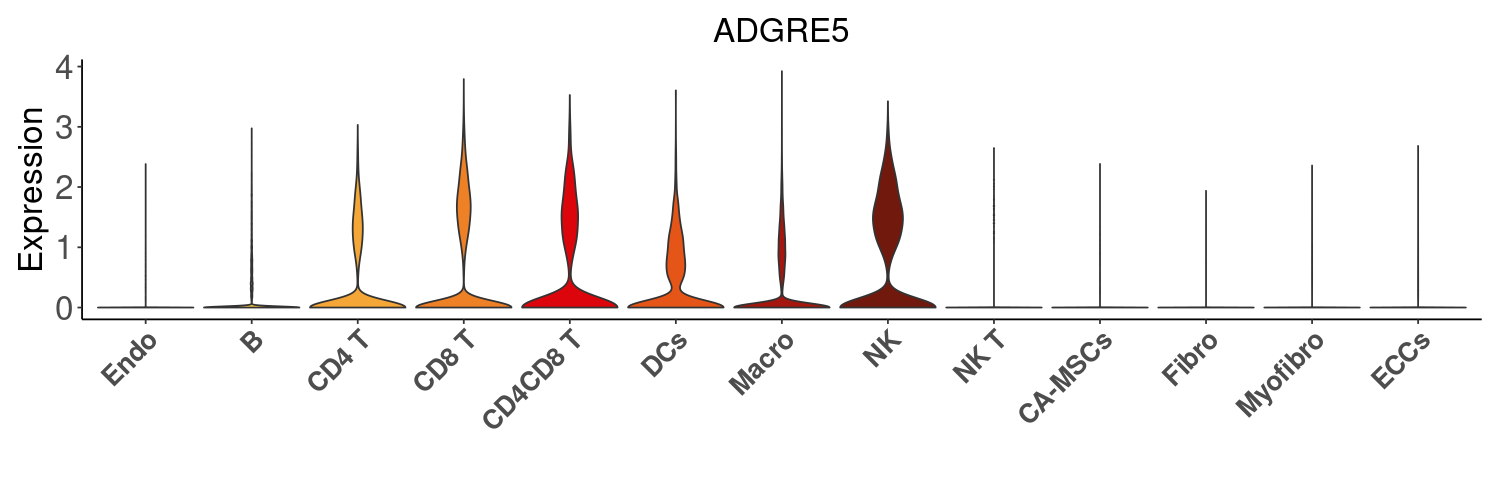 ADGRE5
Expression
4
3
2
1
0
Endo
B
CD4 T
CD8 T
CD4CD8 T
DCs
Macro
NK
NK T
CA-MSCs
Fibro
Myofibro
ECCs